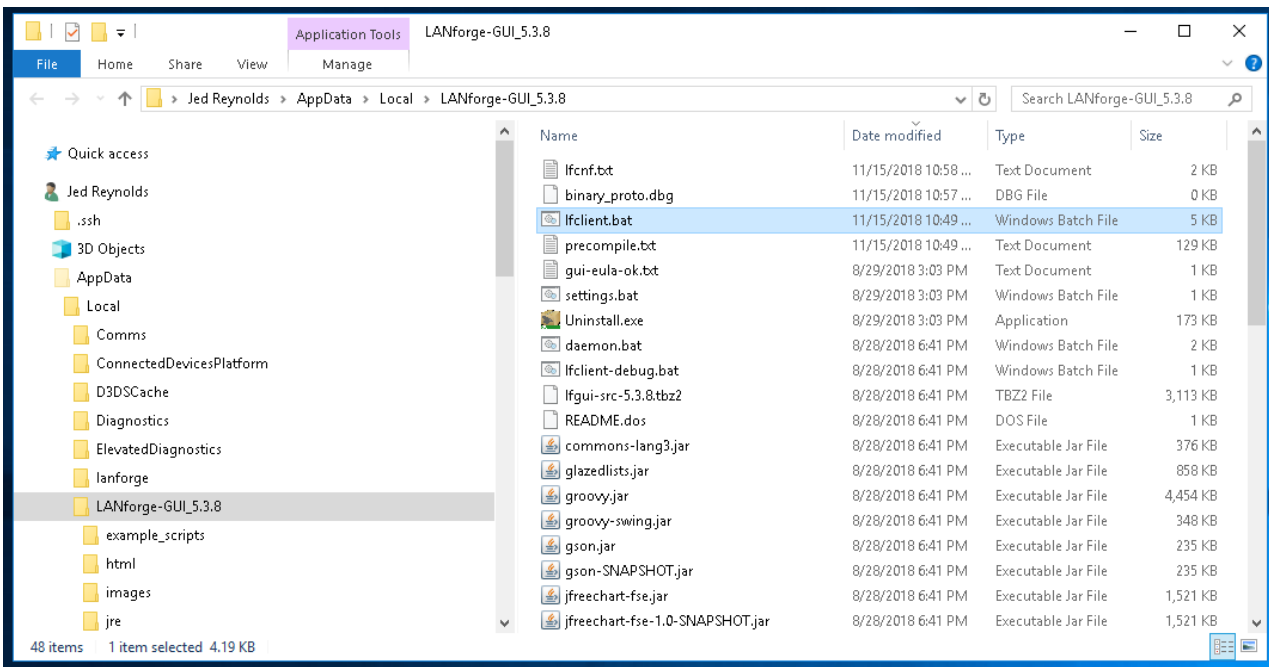 Application Tools LANforge-GUI_5.3.8
File Home Share View Manage
Jed Reynolds > AppData > Local > LANforge-GUI_5.3.8 Search LANforge-GUI_5.3.8
Quick access
Jed Reynolds
.ssh
3D Objects
AppData
Local
Comms
ConnectedDevicesPlatform
D3DSCache
Diagnostics
ElevatedDiagnostics
lanforge
LANforge-GUI_5.3.8
example_scripts
html
images
jre
Name Date modified Type Size
lfcnf.txt 11/15/2018 10:58 ... Text Document 2 KB
binary_proto.dbg 11/15/2018 10:57 ... DBG File 0 KB
lfclient.bat 11/15/2018 10:49 ... Windows Batch File 5 KB
precompile.txt 11/15/2018 10:49 ... Text Document 129 KB
gui-eula-ok.txt 8/29/2018 3:03 PM Text Document 1 KB
settings.bat 8/29/2018 3:03 PM Windows Batch File 1 KB
Uninstall.exe 8/29/2018 3:03 PM Application 173 KB
daemon.bat 8/28/2018 6:41 PM Windows Batch File 2 KB
lfclient-debug.bat 8/28/2018 6:41 PM Windows Batch File 1 KB
lfgui-src-5.3.8.tbz2 8/28/2018 6:41 PM TBZ2 File 3,113 KB
README.dos 8/28/2018 6:41 PM DOS File 1 KB
commons-lang3.jar 8/28/2018 6:41 PM Executable Jar File 376 KB
glazedlists.jar 8/28/2018 6:41 PM Executable Jar File 858 KB
groovy.jar 8/28/2018 6:41 PM Executable Jar File 4,454 KB
groovy-swing.jar 8/28/2018 6:41 PM Executable Jar File 348 KB
gson.jar 8/28/2018 6:41 PM Executable Jar File 235 KB
gson-SNAPSHOT.jar 8/28/2018 6:41 PM Executable Jar File 235 KB
jfreechart-fse.jar 8/28/2018 6:41 PM Executable Jar File 1,521 KB
jfreechart-fse-1.0-SNAPSHOT.jar 8/28/2018 6:41 PM Executable Jar File 1,521 KB
48 items 1 item selected 4.19 KB